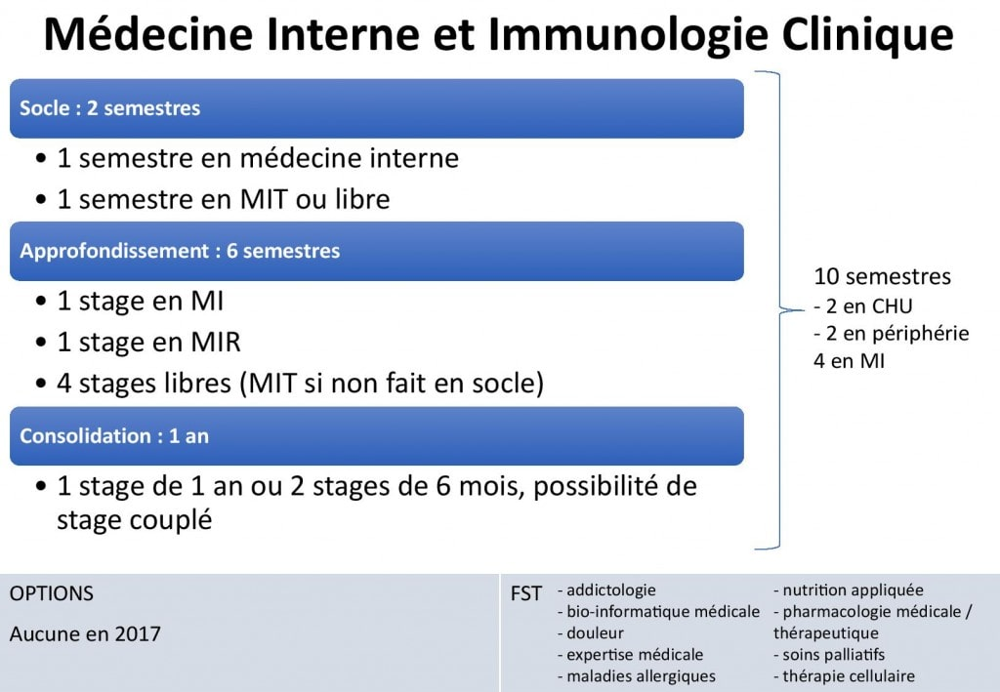 Médecine Interne et Immunologie Clinique
Socle : 2 semestres
• 1 semestre en médecine interne
• 1 semestre en MIT ou libre
Approfondissement : 6 semestres
• 1 stage en MI
• 1 stage en MIR
• 4 stages libres (MIT si non fait en socle)
Consolidation : 1 an
• 1 stage de 1 an ou 2 stages de 6 mois, possibilité de
stage couplé
10 semestres
- 2 en CHU
- 2 en périphérie
4 en MI
OPTIONS
Aucune en 2017
FST
- addictologie
- bio-informatique médicale
- douleur
- expertise médicale
- maladies allergiques
- nutrition appliquée
- pharmacologie médicale /
thérapeutique
- soins palliatifs
- thérapie cellulaire